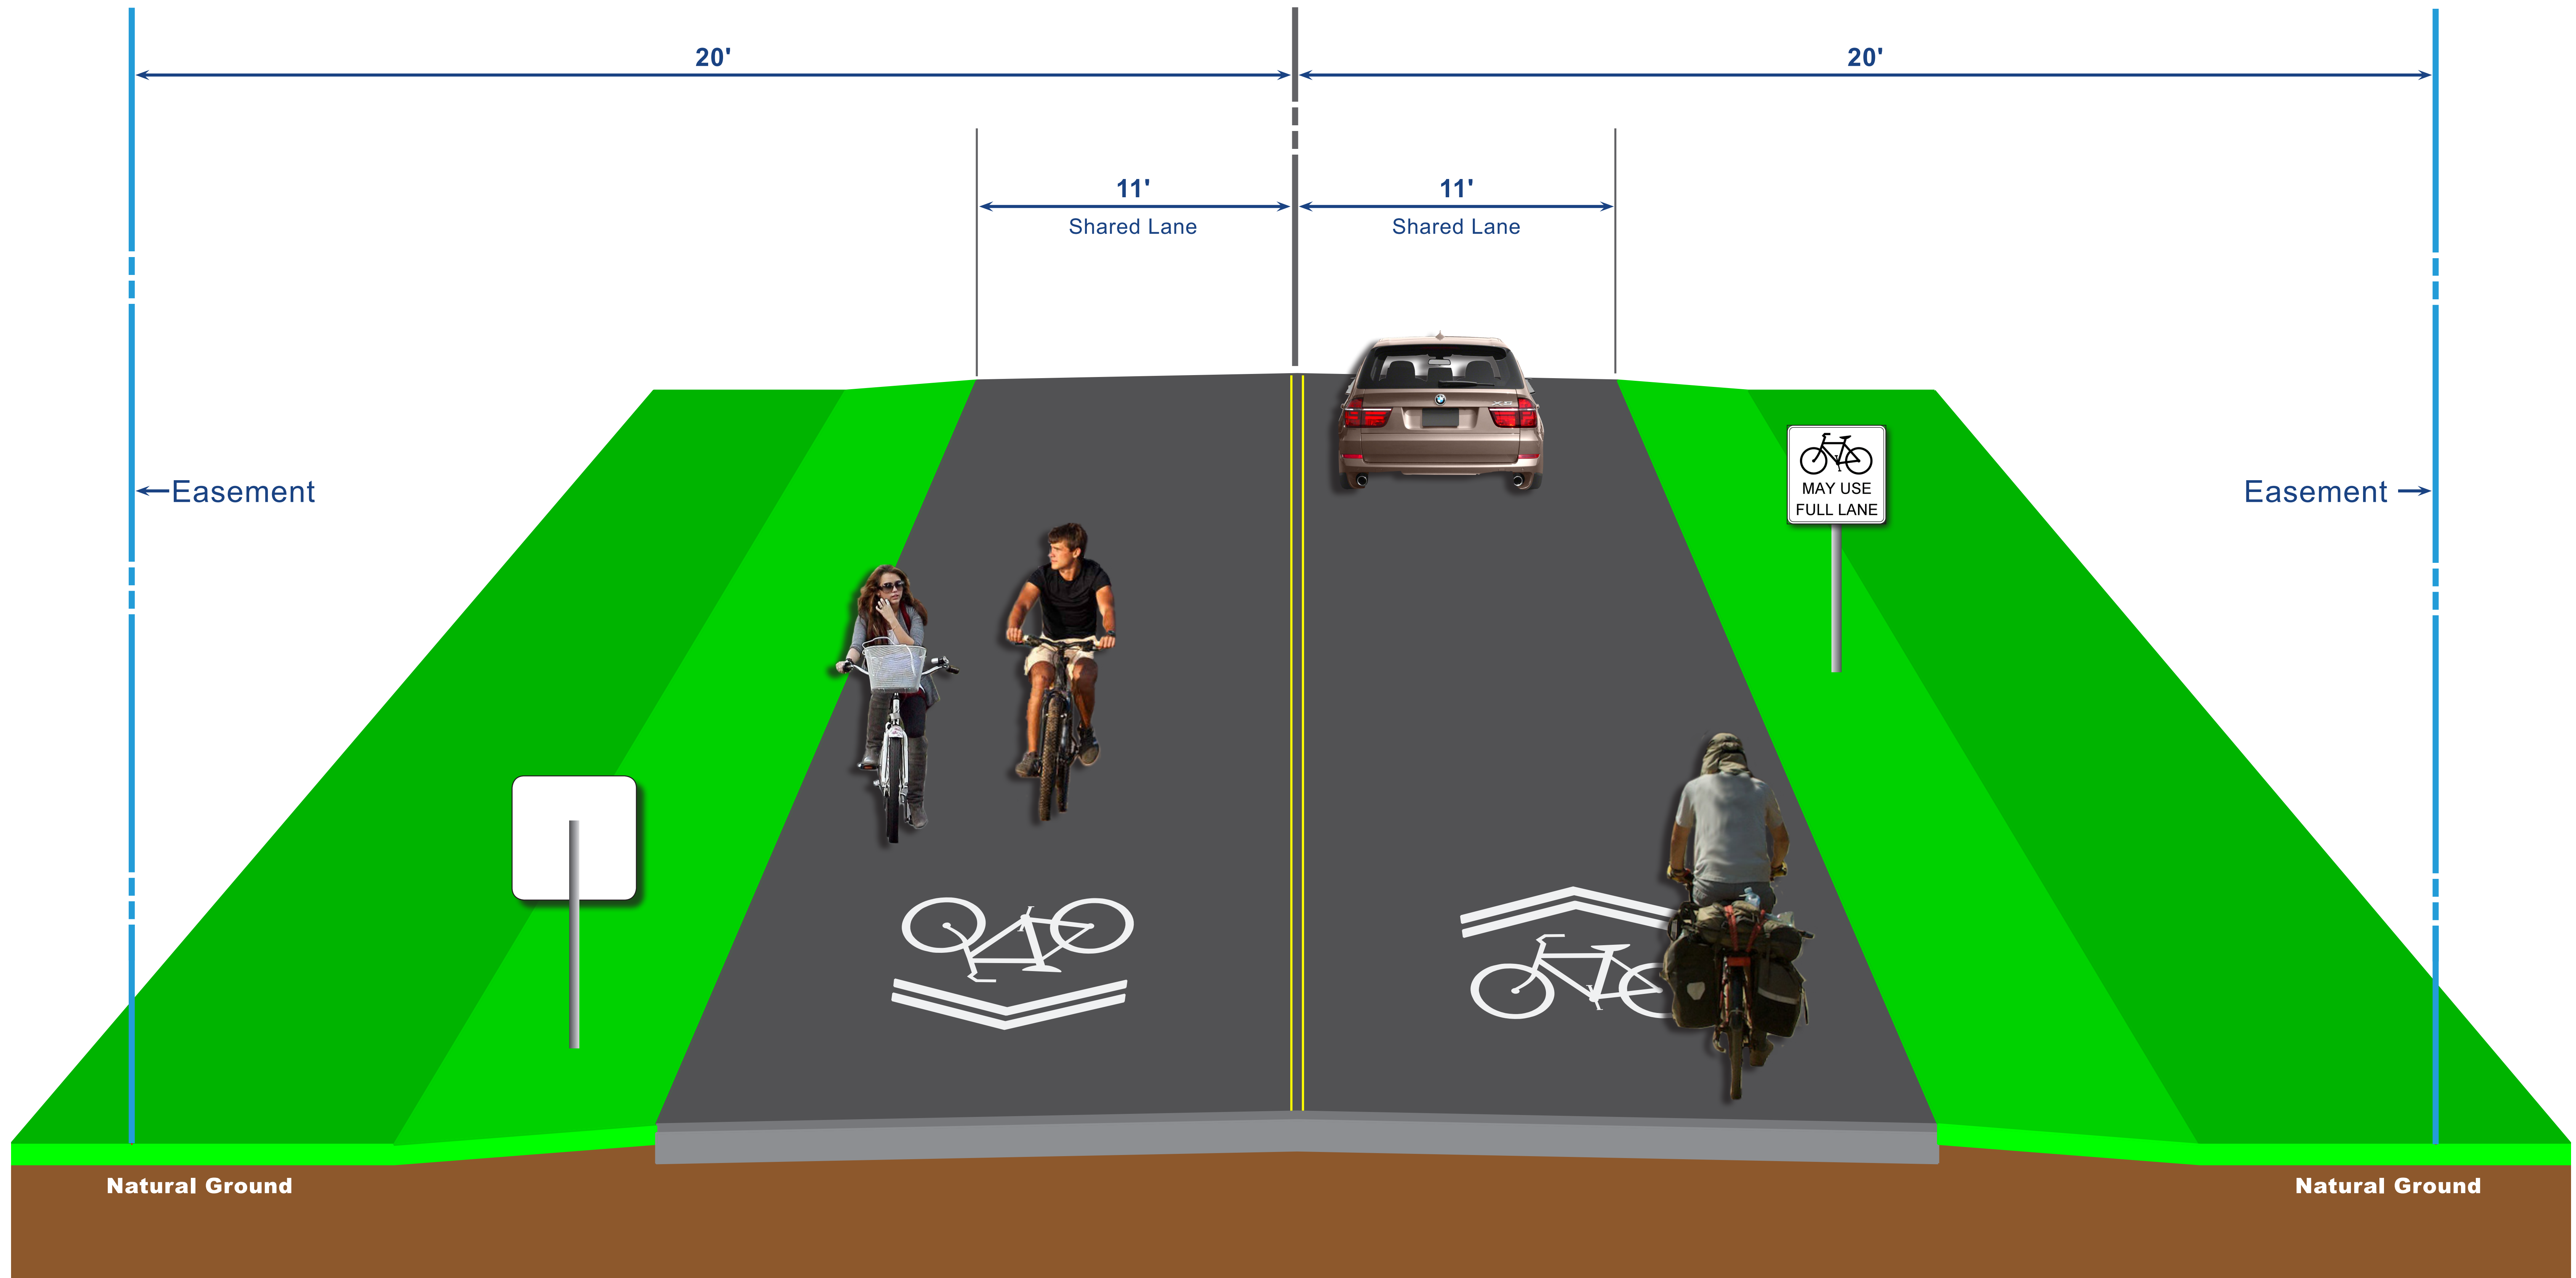 20'
20'
11'
11'
Shared Lane
Shared Lane
Easement
Easement
MAY USE
FULL LANE
Natural Ground
Natural Ground